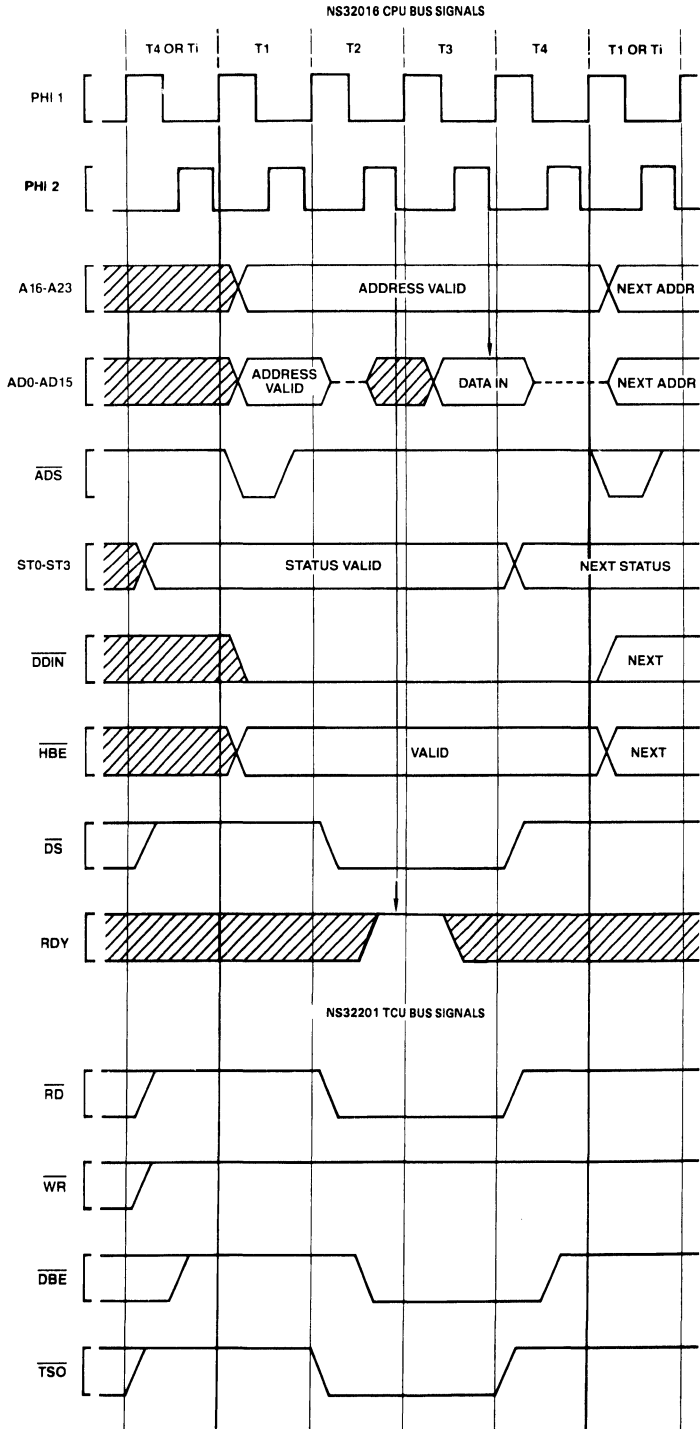 NS32016 CPU BUS SIGNALS
T4 OR Ti T1 T2 T3 T4 T1 OR Ti
PHI 1
PHI 2
A16-A23 ADDRESS VALID NEXT ADDR
AD0-AD15 ADDRESS VALID DATA IN NEXT ADDR
ADS
ST0-ST3 STATUS VALID NEXT STATUS
DDIN NEXT
HBE VALID NEXT
DS
RDY
NS32201 TCU BUS SIGNALS
RD
WR
DBE
TSO